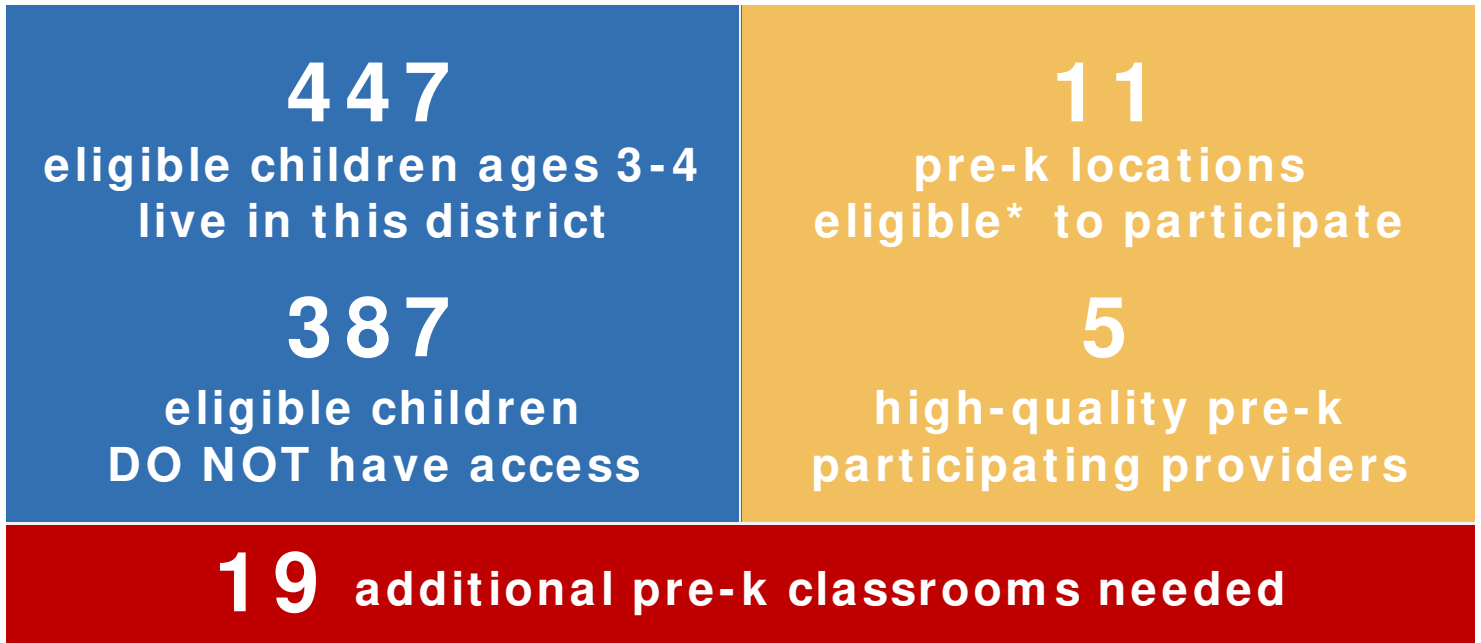 447
eligible children ages 3-4
live in this district
387
eligible children
DO NOT have access
11
pre-k locations
eligible* to participate
5
high-quality pre-k
participating providers
19 additional pre-k classrooms needed